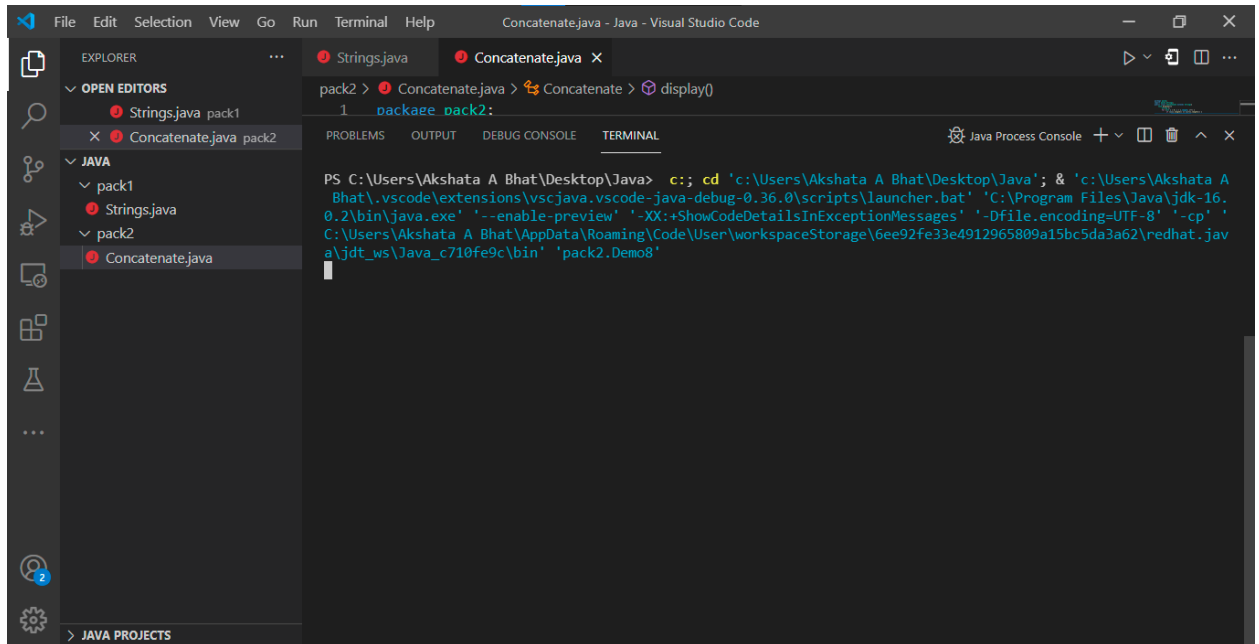 File Edit Selection View Go Run Terminal Help Concatenate.java - Java - Visual Studio Code
EXPLORER
OPEN EDITORS
Strings.java pack1
Concatenate.java pack2
JAVA
pack1
Strings.java
pack2
Concatenate.java
JAVA PROJECTS
2
Strings.java Concatenate.java
pack2 > Concatenate.java > Concatenate > display()
1 package pack2;
PROBLEMS OUTPUT DEBUG CONSOLE TERMINAL Java Process Console
PS C:\Users\Akshata A Bhat\Desktop\Java> c:; cd 'c:\Users\Akshata A Bhat\Desktop\Java'; & 'c:\Users\Akshata A
Bhat\.vscode\extensions\vscjava.vscode-java-debug-0.36.0\scripts\launcher.bat' 'C:\Program Files\Java\jdk-16.
0.2\bin\java.exe' '--enable-preview' '-XX:+ShowCodeDetailsInExceptionMessages' '-Dfile.encoding=UTF-8' '-cp' '
C:\Users\Akshata A Bhat\AppData\Roaming\Code\User\workspaceStorage\6ee92fe33e4912965809a15bc5da3a62\redhat.jav
a\jdt_ws\Java_c710fe9c\bin' 'pack2.Demo8'